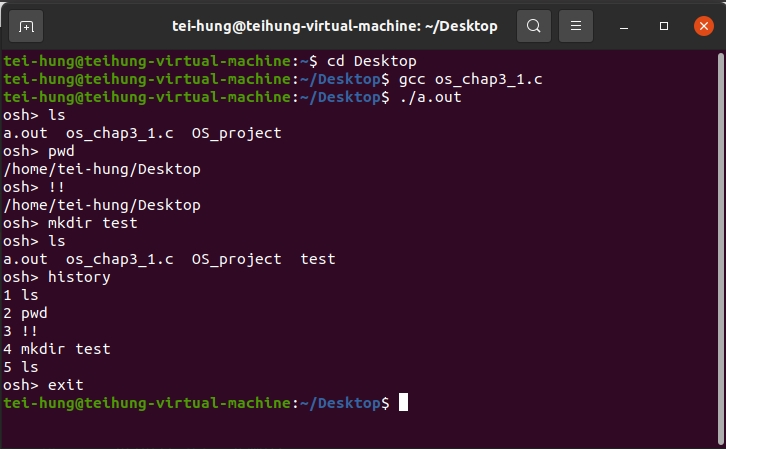 tei-hung@teihung-virtual-machine: ~/Desktop
tei-hung@teihung-virtual-machine:~$ cd Desktop
tei-hung@teihung-virtual-machine:~/Desktop$ gcc os_chap3_1.c
tei-hung@teihung-virtual-machine:~/Desktop$ ./a.out
osh> ls
a.out  os_chap3_1.c  OS_project
osh> pwd
/home/tei-hung/Desktop
osh> !!
/home/tei-hung/Desktop
osh> mkdir test
osh> ls
a.out  os_chap3_1.c  OS_project  test
osh> history
1 ls
2 pwd
3 !!
4 mkdir test
5 ls
osh> exit
tei-hung@teihung-virtual-machine:~/Desktop$